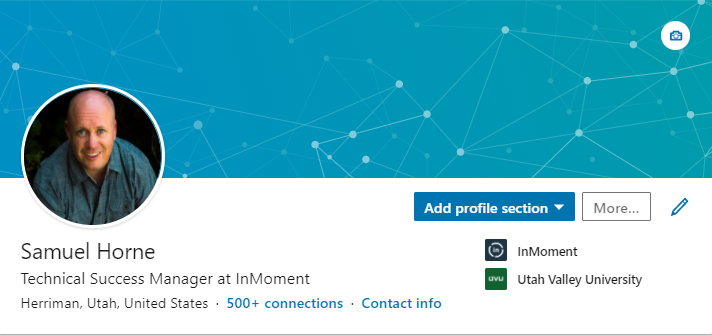 Add profile section
More...
Samuel Horne
Technical Success Manager at InMoment
Herriman, Utah, United States · 500+ connections · Contact info
in
InMoment
UVU
Utah Valley University